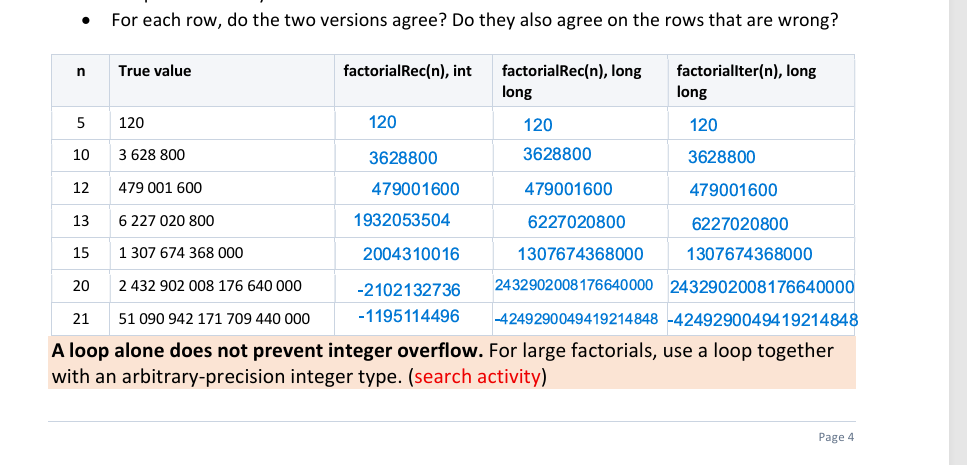 • For each row, do the two versions agree? Do they also agree on the rows that are wrong?
n True value factorialRec(n), int factorialRec(n), long long factorialIter(n), long long
5 120 120 120 120
10 3 628 800 3628800 3628800 3628800
12 479 001 600 479001600 479001600 479001600
13 6 227 020 800 1932053504 6227020800 6227020800
15 1 307 674 368 000 2004310016 1307674368000 1307674368000
20 2 432 902 008 176 640 000 -2102132736 2432902008176640000 2432902008176640000
21 51 090 942 171 709 440 000 -1195114496 -4249290049419214848 -4249290049419214848
A loop alone does not prevent integer overflow. For large factorials, use a loop together
with an arbitrary-precision integer type. (search activity)
Page 4